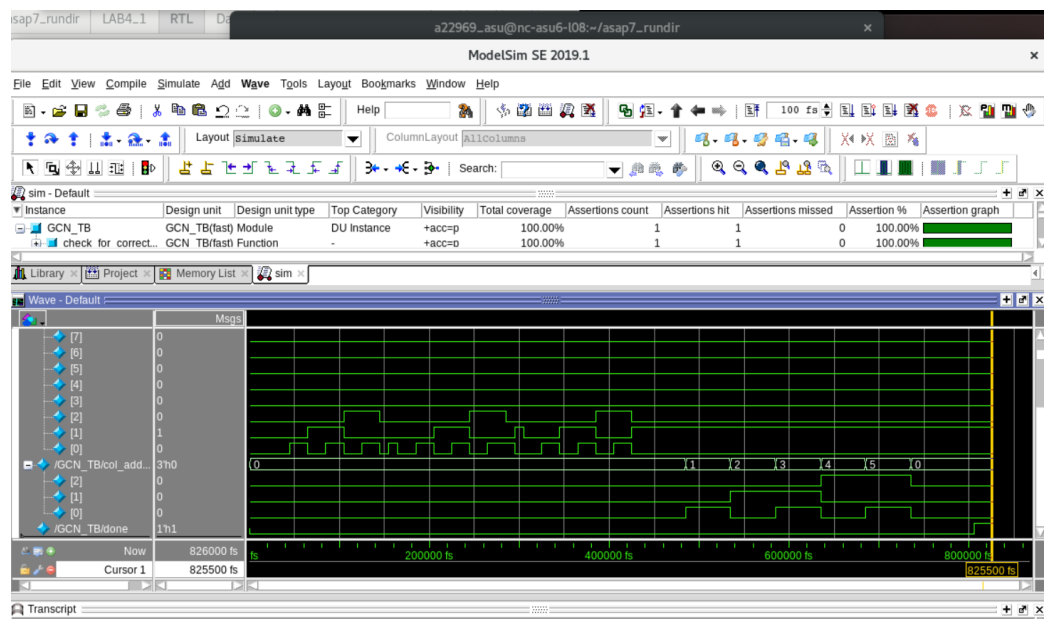 asap7_rundir LAB4_1 RTL Da
a22969_asu@nc-asu6-l08:~/asap7_rundir ×
ModelSim SE 2019.1 ×
File Edit View Compile Simulate Add Wave Tools Layout Bookmarks Window Help
Help 100 fs
Layout Simulate ColumnLayout AllColumns
Search:
sim - Default
Instance Design unit Design unit type Top Category Visibility Total coverage Assertions count Assertions hit Assertions missed Assertion % Assertion graph
GCN_TB GCN_TB(fast) Module DU Instance +acc=p 100.00% 1 1 0 100.00%
check for correct... GCN TB(fast) Function - +acc=p 100.00% 1 1 0 100.00%
Library Project Memory List sim
Wave - Default
Msgs
[7] 0
[6] 0
[5] 0
[4] 0
[3] 0
[2] 0
[1] 1
[0] 0
/GCN_TB/col_add... 3'h0 0 1 2 3 4 5 0
[2] 0
[1] 0
[0] 0
/GCN_TB/done 1'h1
Now 826000 fs fs 200000 fs 400000 fs 600000 fs 800000 fs
Cursor 1 825500 fs 825500 fs
Transcript